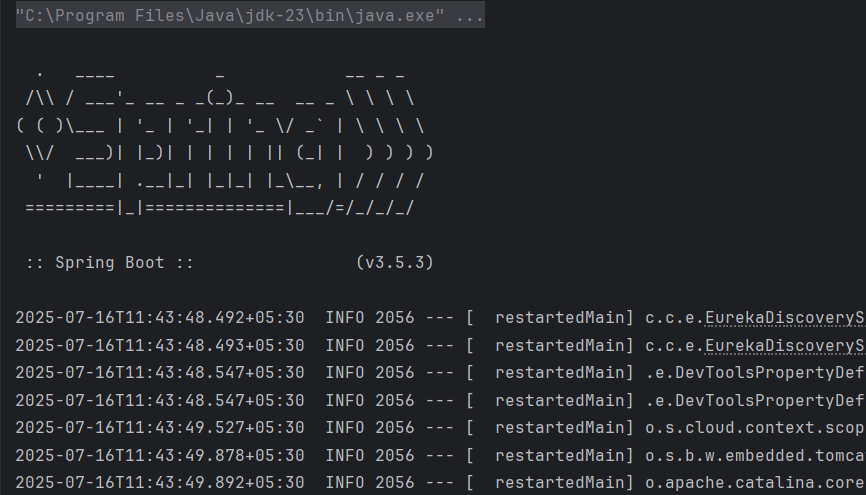 "C:\Program Files\Java\jdk-23\bin\java.exe" ...
  .   ____          _            __ _ _
 /\\ / ___'_ __ _ _(_)_ __  __ _ \ \ \ \
( ( )\___ | '_ | '_| | '_ \/ _` | \ \ \ \
 \\/  ___)| |_)| | | | | || (_| |  ) ) ) )
  '  |____| .__|_| |_|_| |_\__, | / / / /
 =========|_|==============|___/=/_/_/_/
 :: Spring Boot ::                (v3.5.3)
2025-07-16T11:43:48.492+05:30  INFO 2056 --- [  restartedMain] c.c.e.EurekaDiscoveryS
2025-07-16T11:43:48.493+05:30  INFO 2056 --- [  restartedMain] c.c.e.EurekaDiscoveryS
2025-07-16T11:43:48.547+05:30  INFO 2056 --- [  restartedMain] .e.DevToolsPropertyDef
2025-07-16T11:43:48.547+05:30  INFO 2056 --- [  restartedMain] .e.DevToolsPropertyDef
2025-07-16T11:43:49.527+05:30  INFO 2056 --- [  restartedMain] o.s.cloud.context.scop
2025-07-16T11:43:49.878+05:30  INFO 2056 --- [  restartedMain] o.s.b.w.embedded.tomca
2025-07-16T11:43:49.892+05:30  INFO 2056 --- [  restartedMain] o.apache.catalina.core